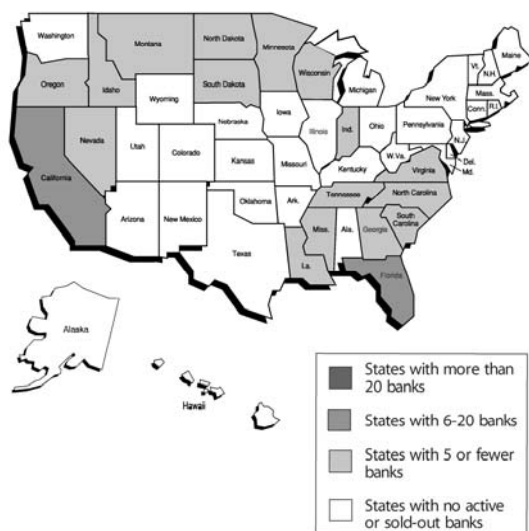 Washington
Montana
North Dakota
Minnesota
Maine
Vt.
N.H.
Oregon
Idaho
South Dakota
Wisconsin
Michigan
New York
Mass.
Conn.
R.I.
Wyoming
Iowa
Nebraska
Pennsylvania
N.J.
Nevada
Utah
Colorado
Illinois
Ind.
Ohio
W.Va.
Del.
Md.
California
Kansas
Missouri
Kentucky
Virginia
Arizona
New Mexico
Oklahoma
Ark.
Tennessee
North Carolina
South
Carolina
Texas
La.
Miss.
Ala.
Georgia
Florida
Alaska
Hawaii
States with more than
20 banks
States with 6-20 banks
States with 5 or fewer
banks
States with no active
or sold-out banks